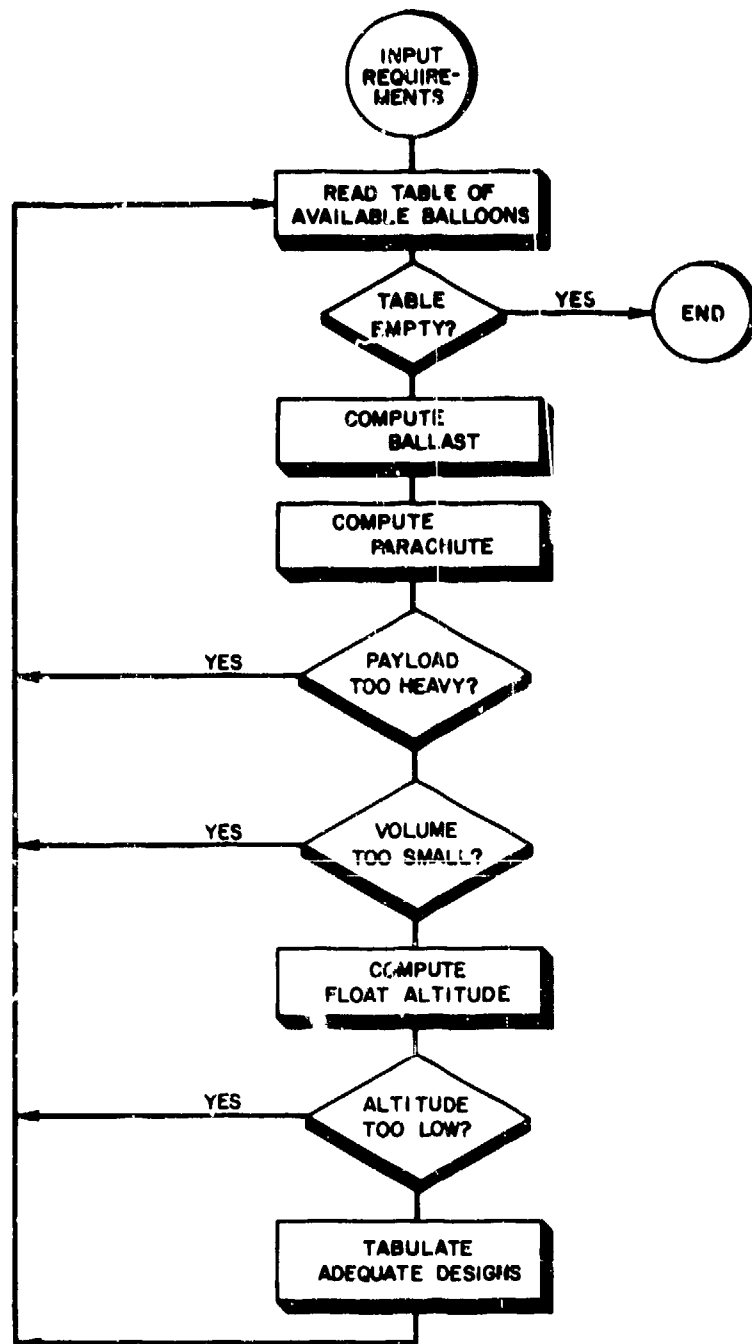 INPUT
REQUIRE-
MENTS
READ TABLE OF
AVAILABLE BALLOONS
TABLE
EMPTY?
YES
END
COMPUTE
BALLAST
COMPUTE
PARACHUTE
YES
PAYLOAD
TOO HEAVY?
YES
VOLUME
TOO SMALL?
COMPUTE
FLOAT ALTITUDE
YES
ALTITUDE
TOO LOW?
TABULATE
ADEQUATE DESIGNS